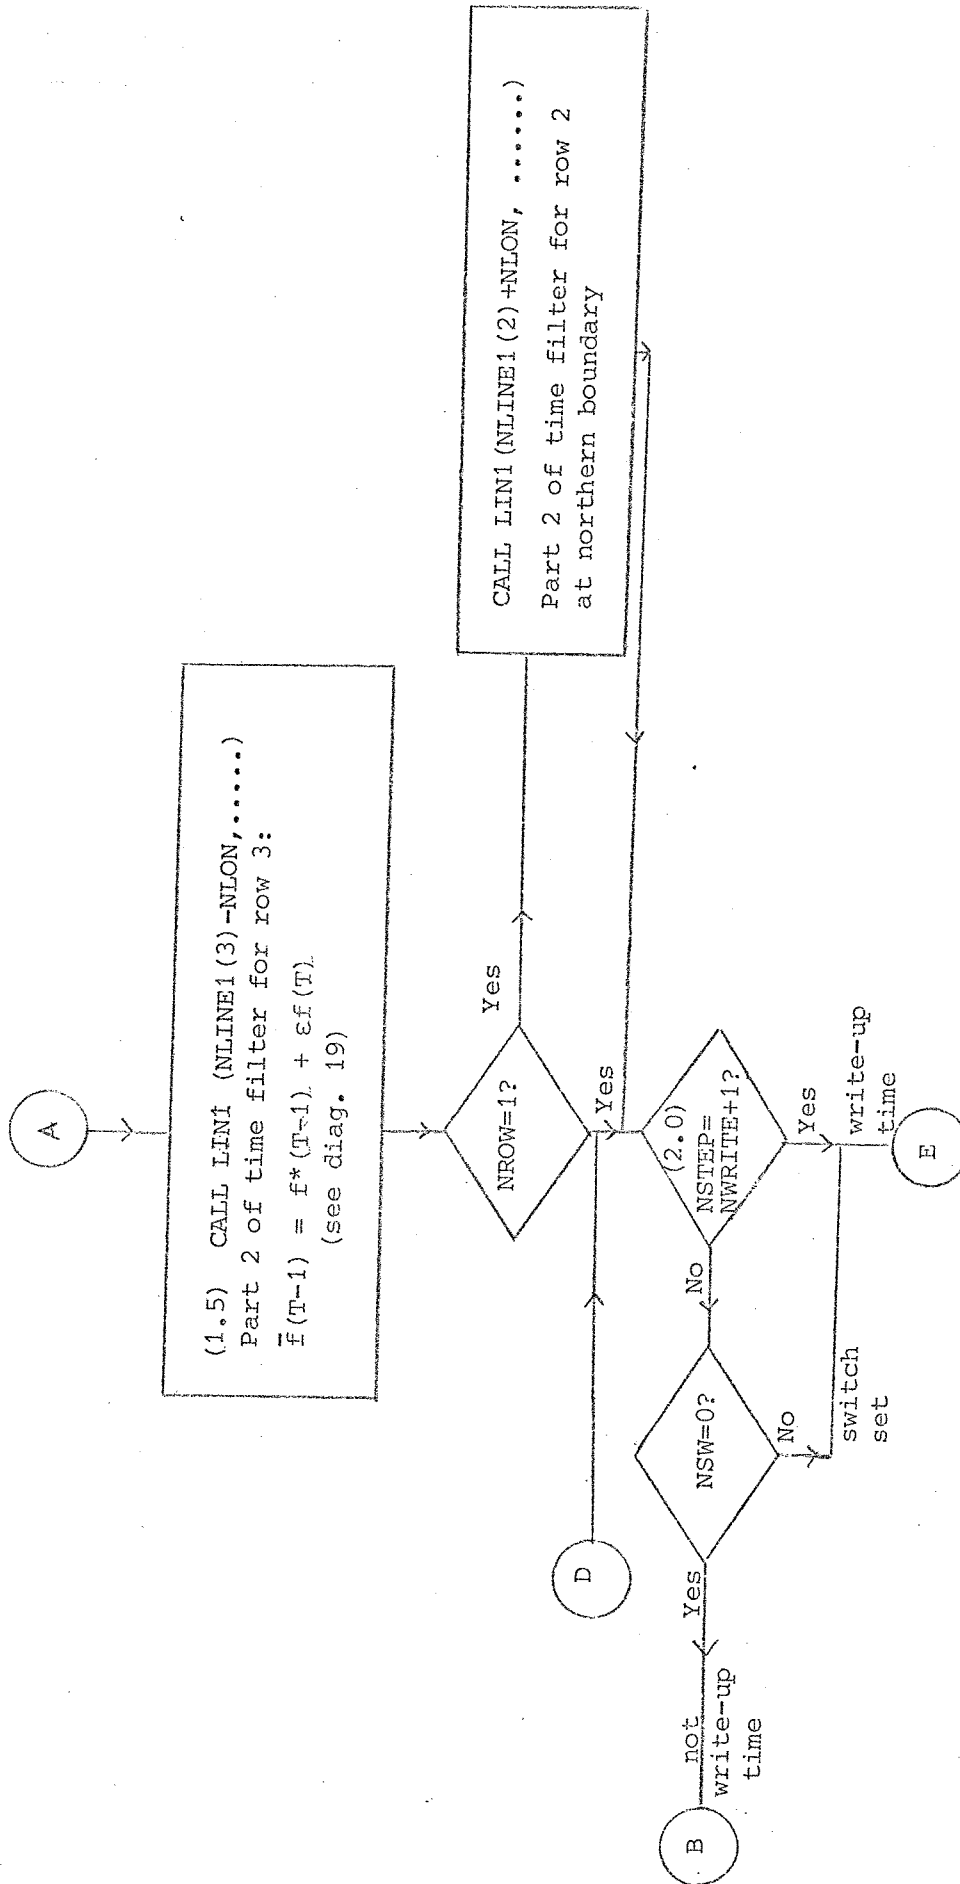 A
(1.5) CALL LIN1 (NLINE1(3)-NLON,.....)
Part 2 of time filter for row 3:
f̅(T-1) = f*(T-1) + εf(T)
(see diag. 19)
NROW=1?
Yes
CALL LIN1(NLINE1(2)+NLON, ......)
Part 2 of time filter for row 2
at northern boundary
Yes
D
(2.0)
NSTEP=
NWRITE+1?
No
Yes
write-up
time
E
NSW=0?
No
switch
set
Yes
not
write-up
time
B